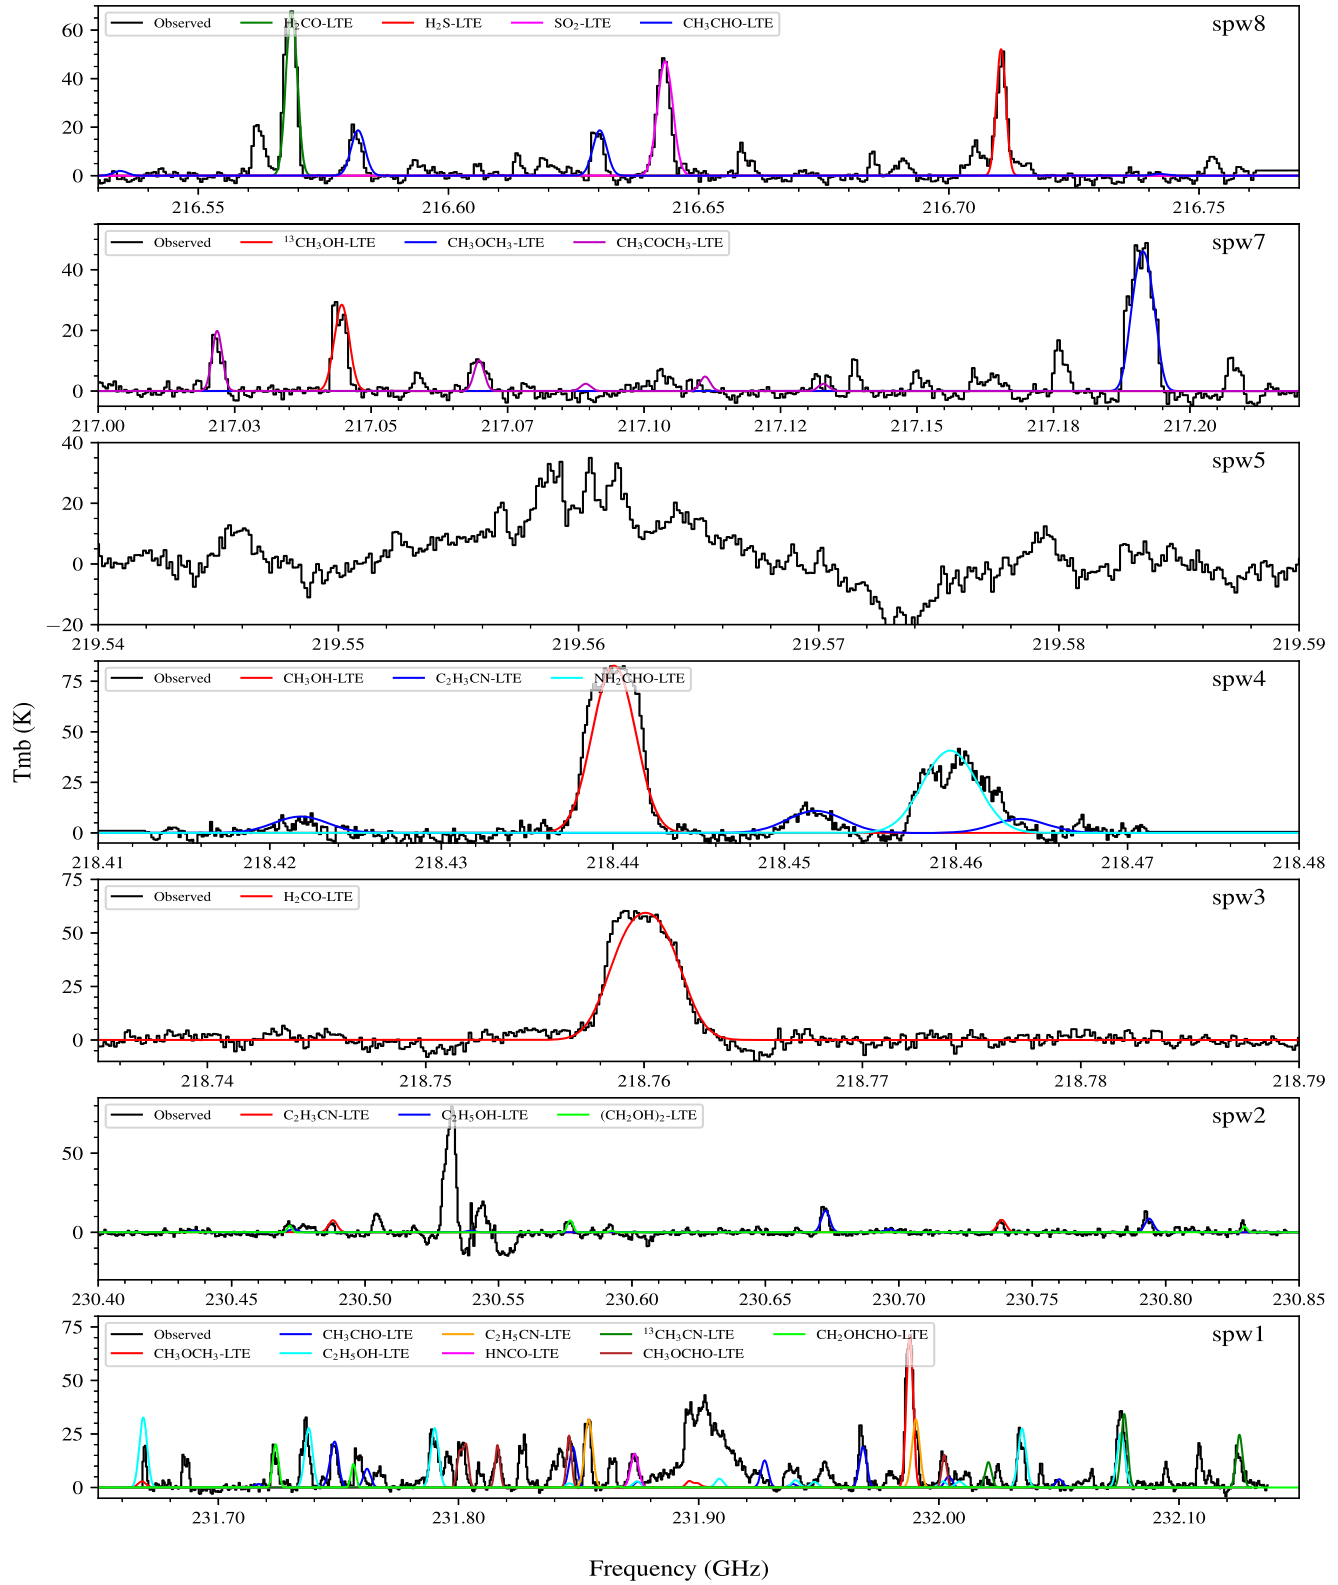 Observed H₂CO-LTE H₂S-LTE SO₂-LTE CH₃CHO-LTE spw8
60
40
20
0
216.55 216.60 216.65 216.70 216.75
Observed ¹³CH₃OH-LTE CH₃OCH₃-LTE CH₃COCH₃-LTE spw7
40
20
0
217.00 217.03 217.05 217.07 217.10 217.12 217.15 217.18 217.20
spw5
40
20
0
−20
219.54 219.55 219.56 219.57 219.58 219.59
Observed CH₃OH-LTE C₂H₃CN-LTE NH₂CHO-LTE spw4
75
50
25
0
218.41 218.42 218.43 218.44 218.45 218.46 218.47 218.48
Tmb (K)
Observed H₂CO-LTE spw3
75
50
25
0
218.74 218.75 218.76 218.77 218.78 218.79
Observed C₂H₃CN-LTE C₂H₅OH-LTE (CH₂OH)₂-LTE spw2
50
0
230.40 230.45 230.50 230.55 230.60 230.65 230.70 230.75 230.80 230.85
Observed CH₃CHO-LTE C₂H₅CN-LTE ¹³CH₃CN-LTE CH₂OHCHO-LTE spw1
CH₃OCH₃-LTE C₂H₅OH-LTE HNCO-LTE CH₃OCHO-LTE
75
50
25
0
231.70 231.80 231.90 232.00 232.10
Frequency (GHz)